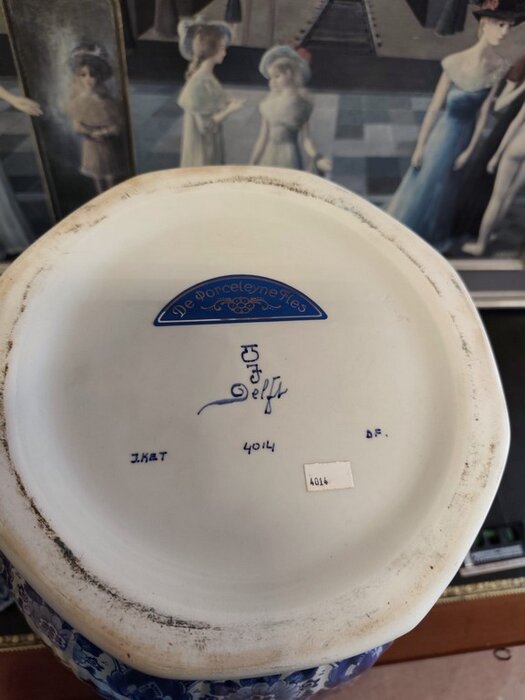 De Porceleyne Fles
Delft
J.KET 4014 D.F.
4014